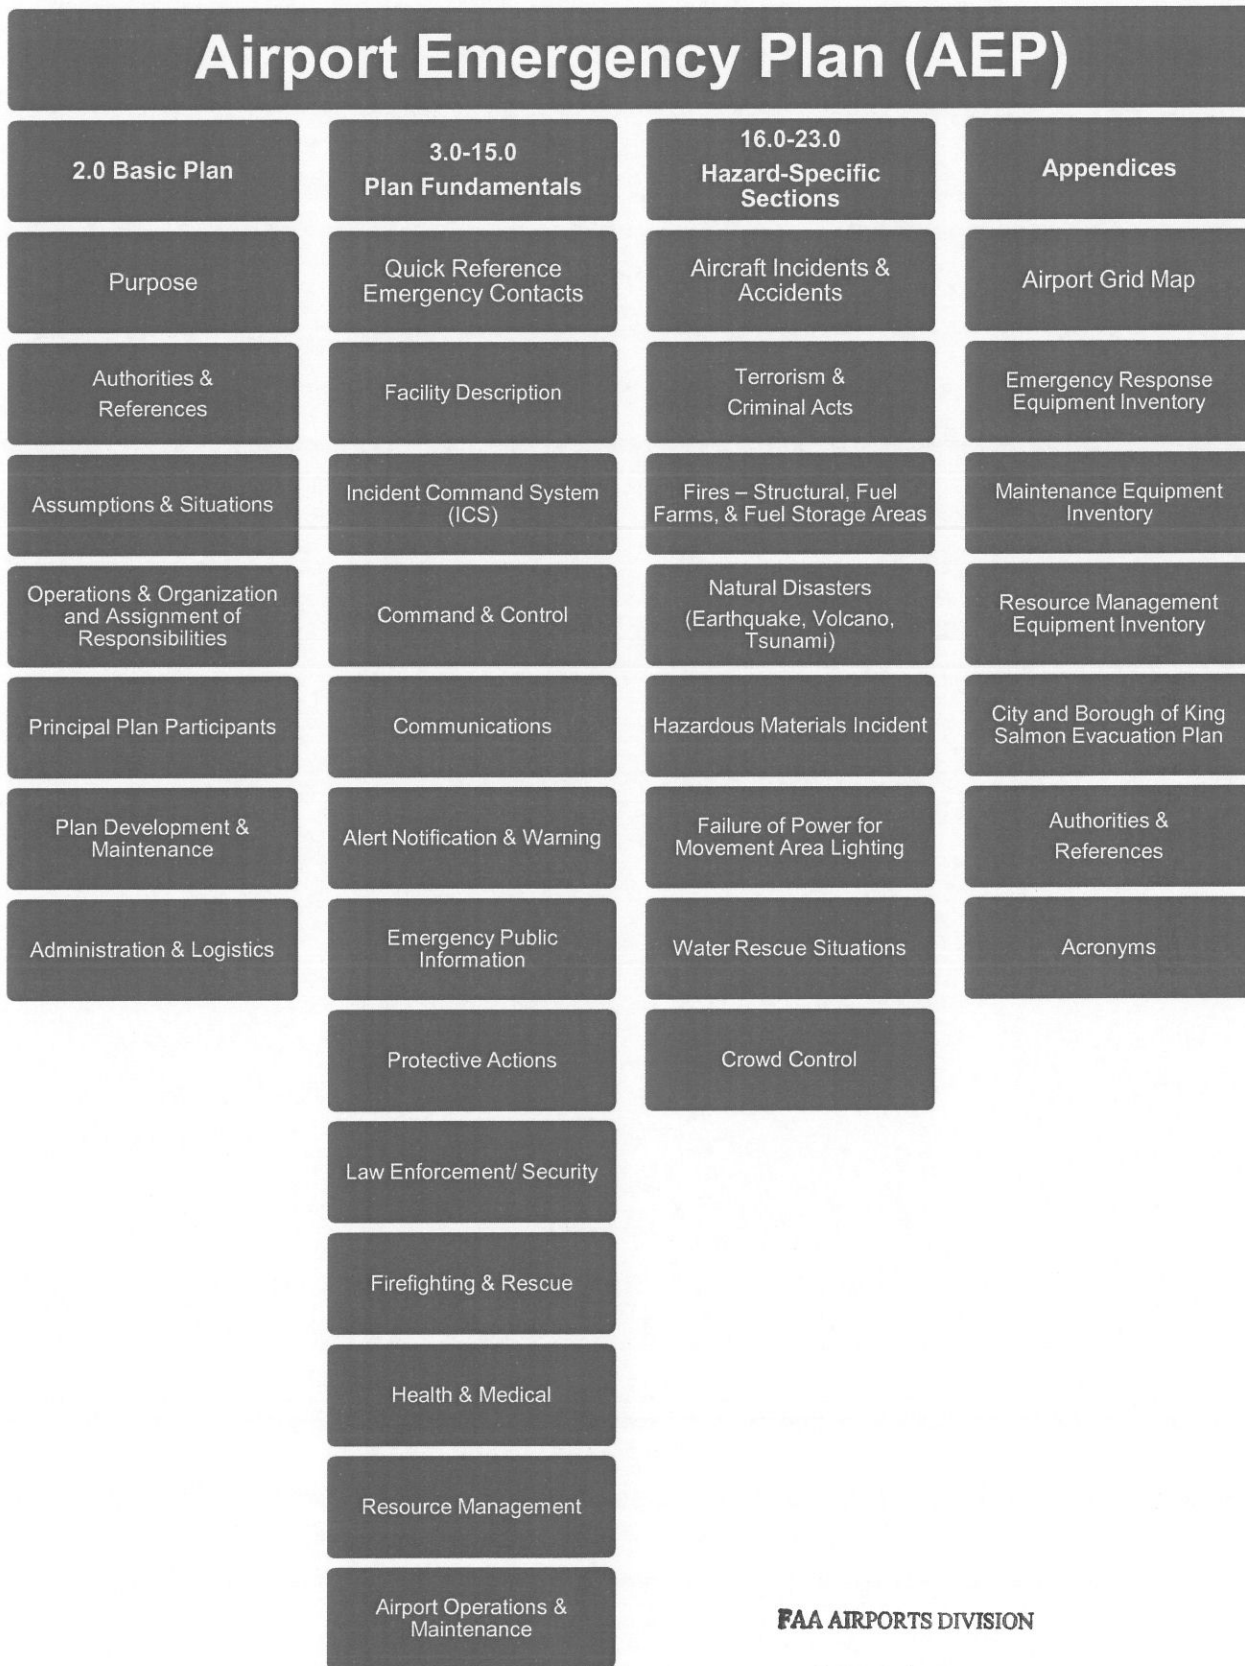 Airport Emergency Plan (AEP)
2.0 Basic Plan
Purpose
Authorities &
References
Assumptions & Situations
Operations & Organization
and Assignment of
Responsibilities
Principal Plan Participants
Plan Development &
Maintenance
Administration & Logistics
3.0-15.0
Plan Fundamentals
Quick Reference
Emergency Contacts
Facility Description
Incident Command System
(ICS)
Command & Control
Communications
Alert Notification & Warning
Emergency Public
Information
Protective Actions
Law Enforcement/ Security
Firefighting & Rescue
Health & Medical
Resource Management
Airport Operations &
Maintenance
16.0-23.0
Hazard-Specific
Sections
Aircraft Incidents &
Accidents
Terrorism &
Criminal Acts
Fires – Structural, Fuel
Farms, & Fuel Storage Areas
Natural Disasters
(Earthquake, Volcano,
Tsunami)
Hazardous Materials Incident
Failure of Power for
Movement Area Lighting
Water Rescue Situations
Crowd Control
Appendices
Airport Grid Map
Emergency Response
Equipment Inventory
Maintenance Equipment
Inventory
Resource Management
Equipment Inventory
City and Borough of King
Salmon Evacuation Plan
Authorities &
References
Acronyms
FAA AIRPORTS DIVISION